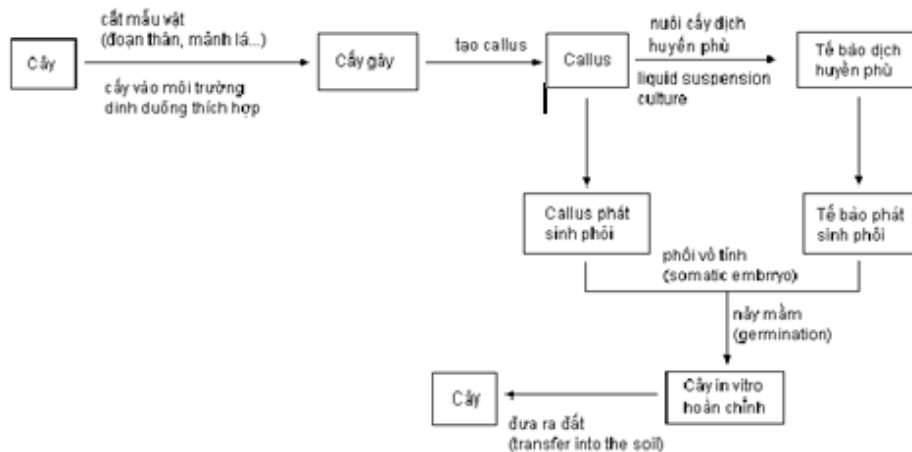 cắt mẫu vật
(đoạn thân, mảnh lá...)
Cây
cấy vào môi trường
dinh duống thích hợp
Cấy gây
tạo callus
Callus
nuôi cấy dịch
huyền phù
liquid suspension
culture
Tế bào dịch
huyền phù
Callus phát
sinh phôi
Tế bào phát
sinh phôi
phôi vô tính
(somatic embrryo)
nảy mầm
(germination)
Cây in vitro
hoàn chỉnh
Cây
đưa ra đất
(transfer into the soil)